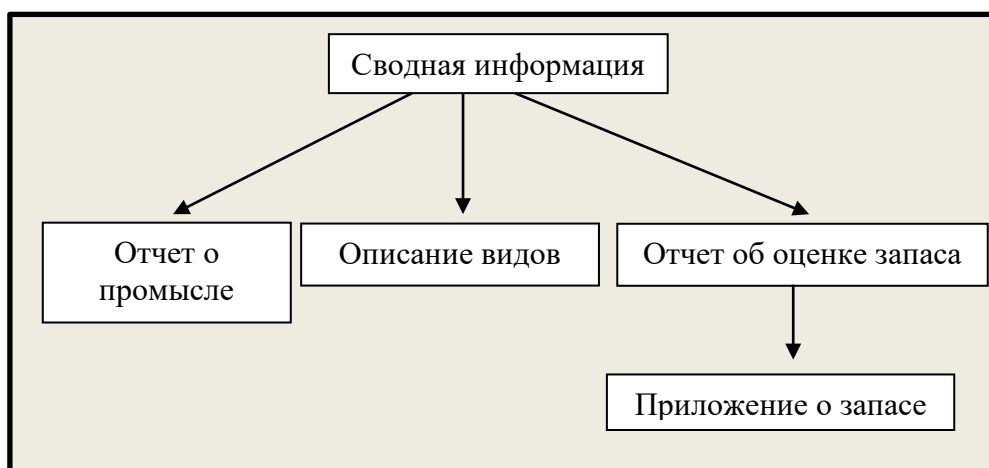 Сводная информация
Отчет о
промысле
Описание видов
Отчет об оценке запаса
Приложение о запасе